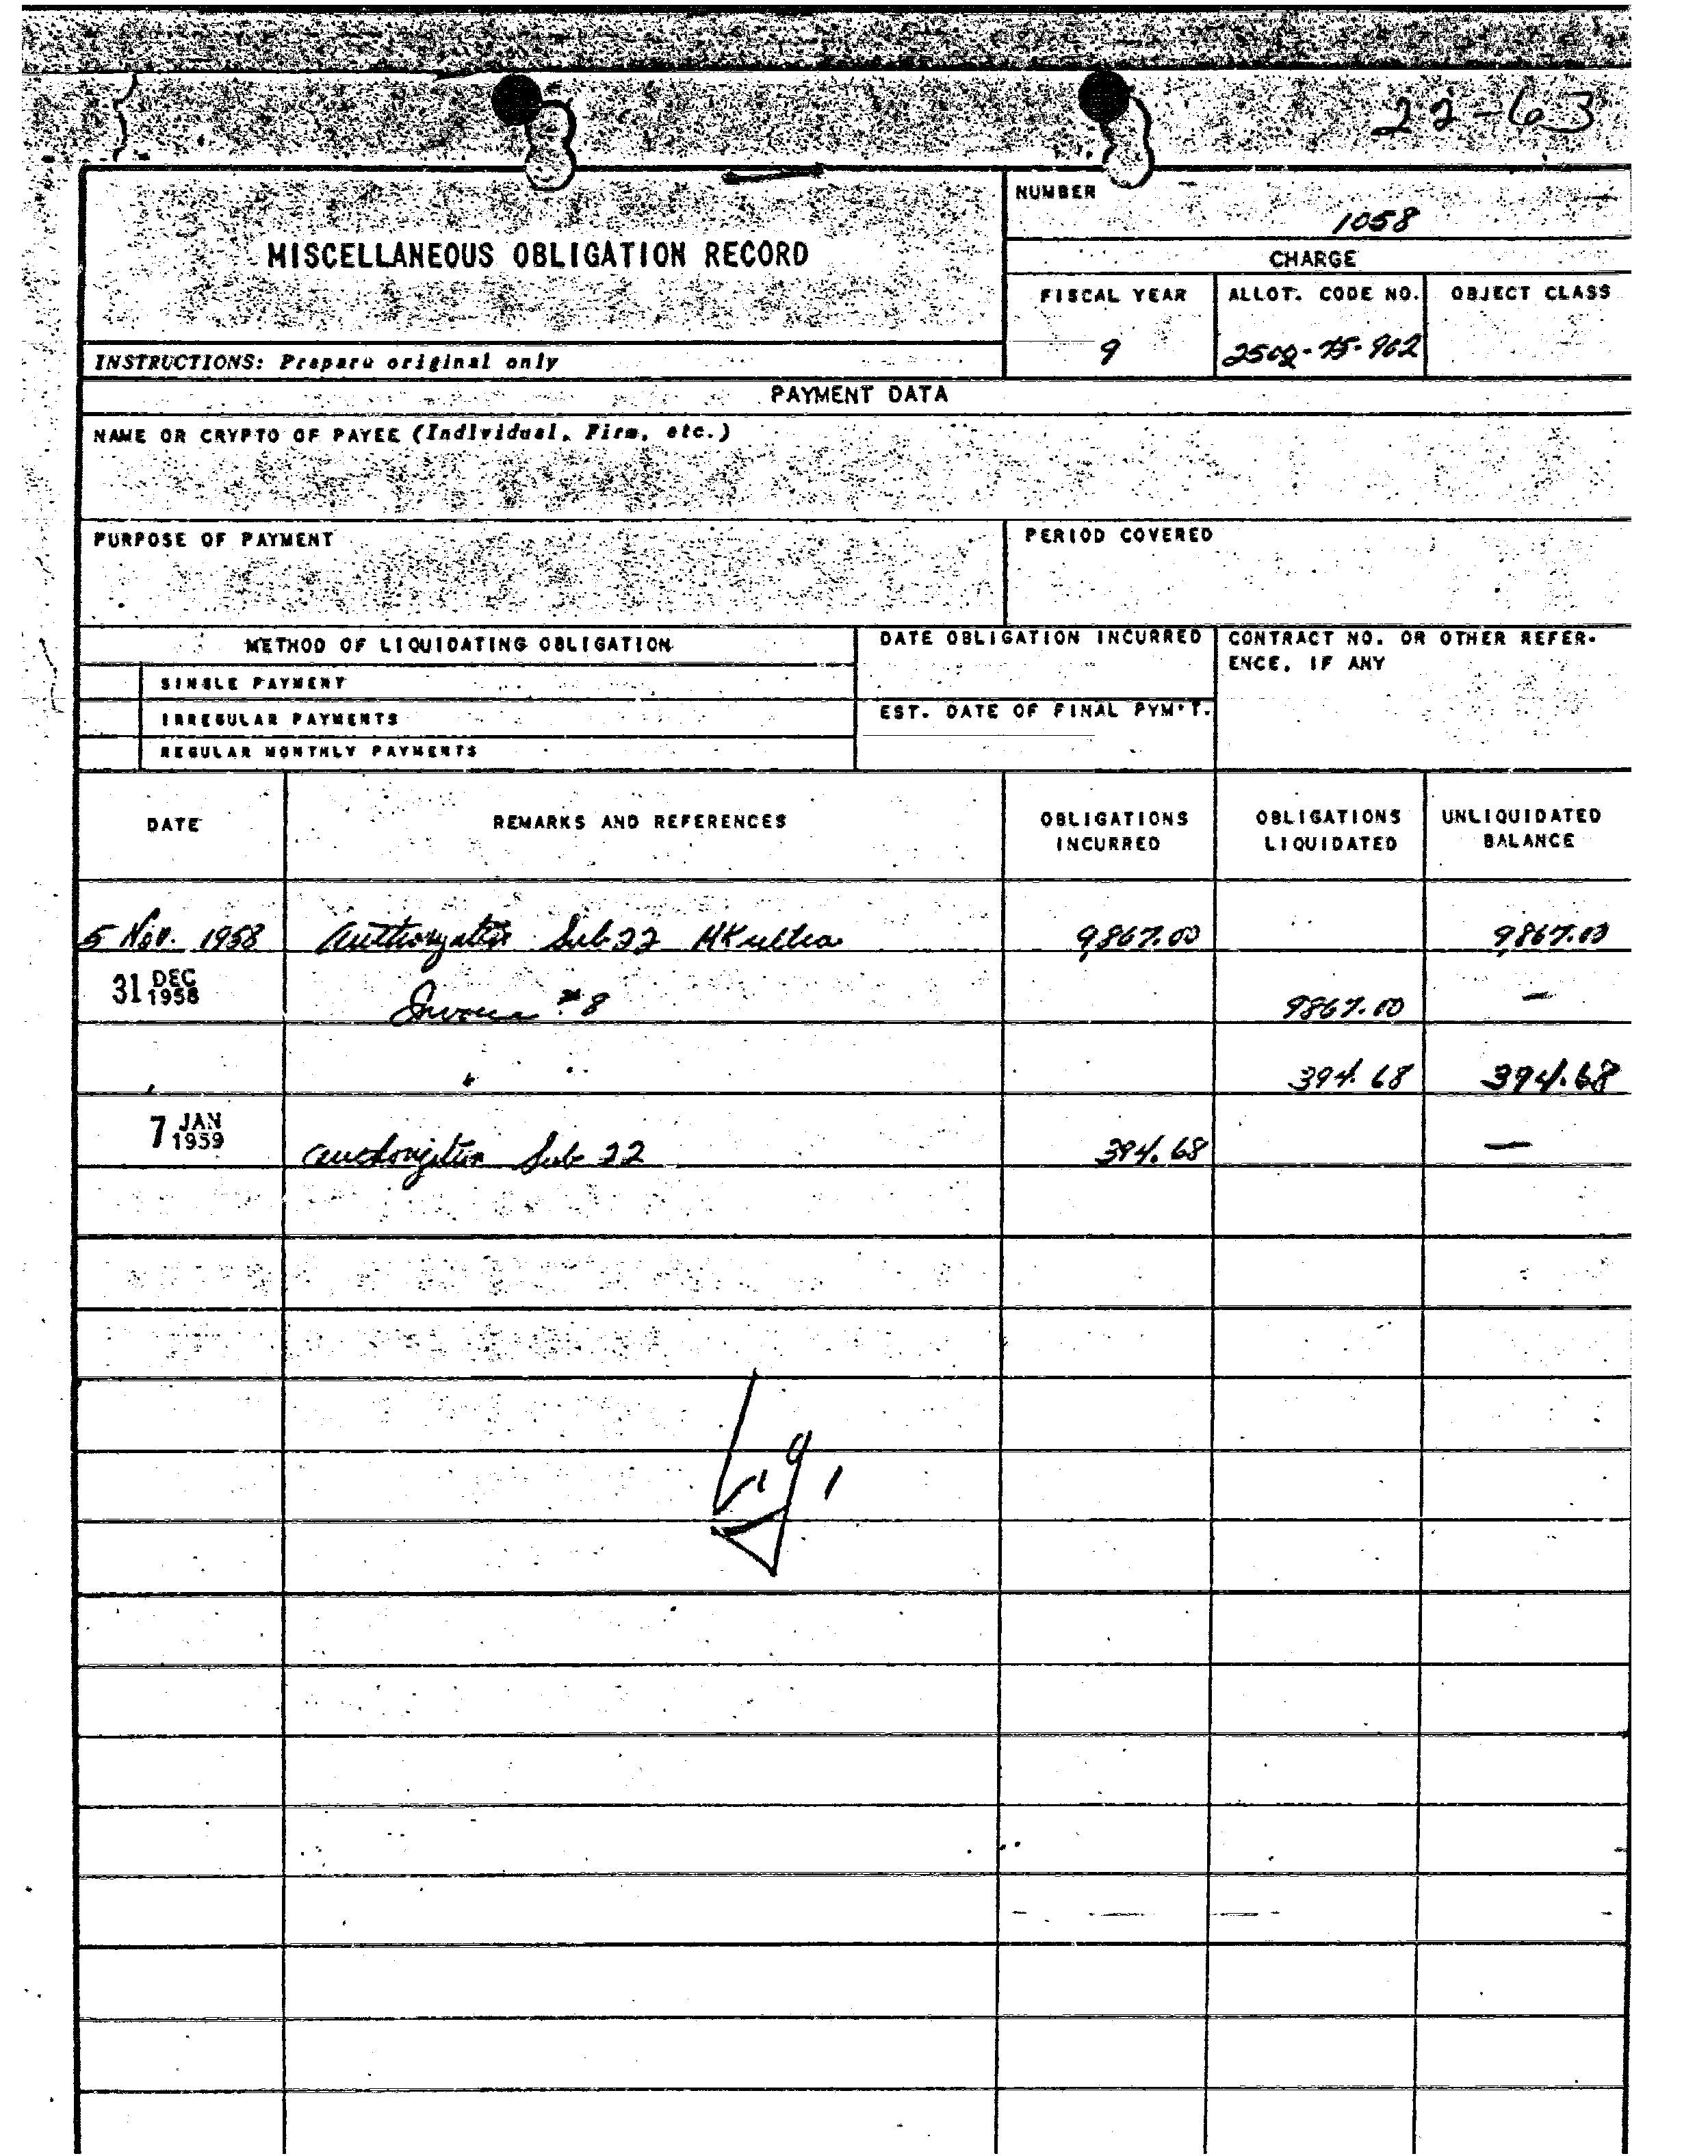 22-63
MISCELLANEOUS OBLIGATION RECORD
INSTRUCTIONS: Prepare original only
NUMBER
1058
CHARGE
FISCAL YEAR
9
ALLOT. CODE NO.
2502-75-902
OBJECT CLASS
PAYMENT DATA
NAME OR CRYPTO OF PAYEE (Individual, Firm, etc.)
PURPOSE OF PAYMENT
PERIOD COVERED
METHOD OF LIQUIDATING OBLIGATION
SINGLE PAYMENT
IRREGULAR PAYMENTS
REGULAR MONTHLY PAYMENTS
DATE OBLIGATION INCURRED
EST. DATE OF FINAL PYM'T.
CONTRACT NO. OR OTHER REFER-
ENCE, IF ANY
DATE REMARKS AND REFERENCES OBLIGATIONS INCURRED OBLIGATIONS LIQUIDATED UNLIQUIDATED BALANCE
5 Nov. 1958 Authorization Sub 22 MKultra 9867.00 9867.00
31 DEC 1958 Invoice #8 9867.00 —
394.68 394.68
7 JAN 1959 authorization Sub 22 394.68 —